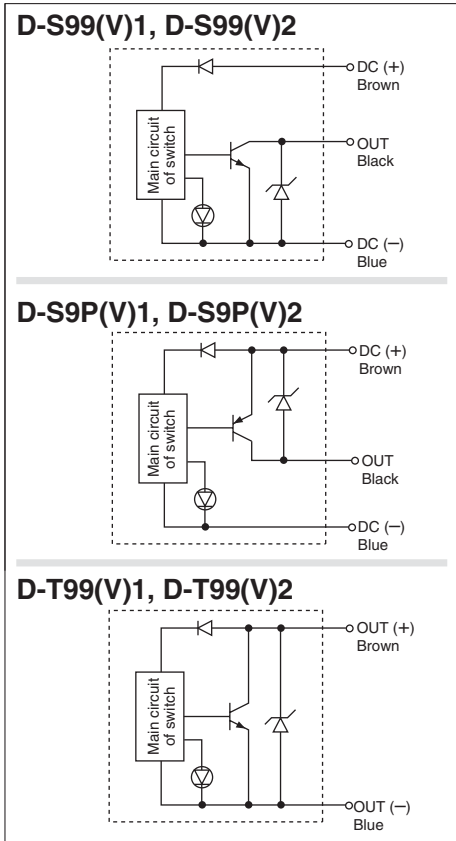 D-S99(V)1, D-S99(V)2
DC (+)
Brown
Main circuit
of switch
OUT
Black
DC (−)
Blue
D-S9P(V)1, D-S9P(V)2
DC (+)
Brown
Main circuit
of switch
OUT
Black
DC (−)
Blue
D-T99(V)1, D-T99(V)2
OUT (+)
Brown
Main circuit
of switch
OUT (−)
Blue